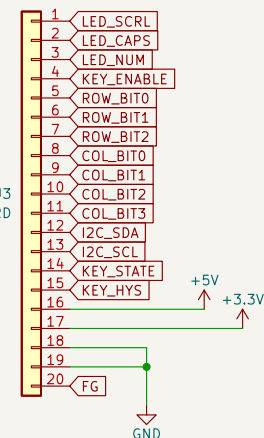 1 LED_SCRL
2 LED_CAPS
3 LED_NUM
4 KEY_ENABLE
5 ROW_BIT0
6 ROW_BIT1
7 ROW_BIT2
8 COL_BIT0
9 COL_BIT1
10 COL_BIT2
11 COL_BIT3
12 I2C_SDA
13 I2C_SCL
14 KEY_STATE
15 KEY_HYS
+5V
16
+3.3V
17
18
19
20 FG
GND